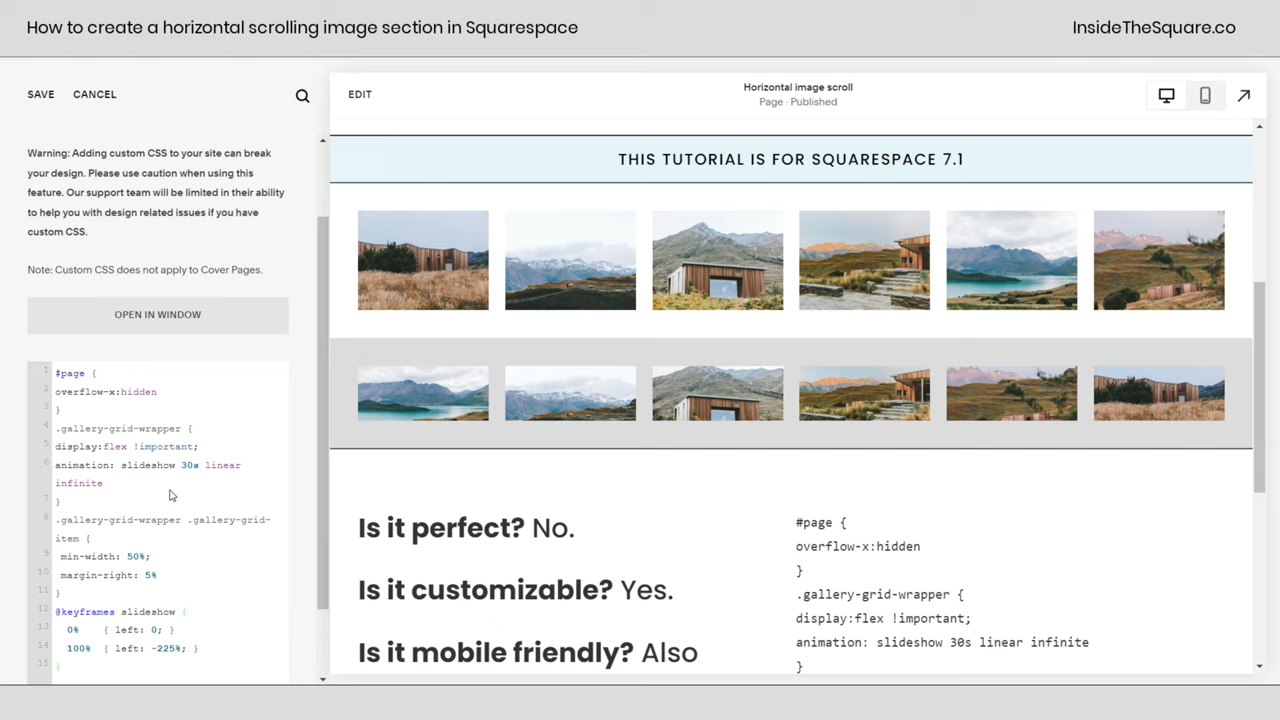 How to create a horizontal scrolling image section in Squarespace
InsideTheSquare.co
SAVE
CANCEL
EDIT
Horizontal image scroll
Page · Published
Warning: Adding custom CSS to your site can break
your design. Please use caution when using this
feature. Our support team will be limited in their ability
to help you with design related issues if you have
custom CSS.
Note: Custom CSS does not apply to Cover Pages.
OPEN IN WINDOW
1 #page {
2 overflow-x:hidden
3 }
4 .gallery-grid-wrapper {
5 display:flex !important;
6 animation: slideshow 30s linear
infinite
7 }
8 .gallery-grid-wrapper .gallery-grid-
item {
9 min-width: 50%;
10 margin-right: 5%
11 }
12 @keyframes slideshow {
13 0% { left: 0; }
14 100% { left: -225%; }
15 }
THIS TUTORIAL IS FOR SQUARESPACE 7.1
Is it perfect? No.
Is it customizable? Yes.
Is it mobile friendly? Also
#page {
overflow-x:hidden
}
.gallery-grid-wrapper {
display:flex !important;
animation: slideshow 30s linear infinite
}